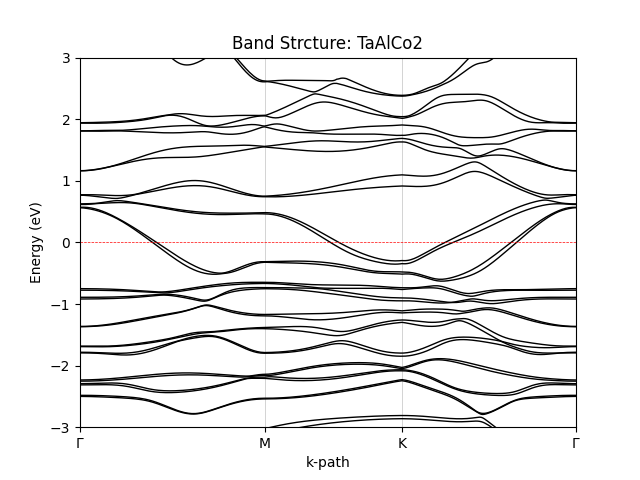 Band Strcture: TaAlCo2
3
2
1
0
−1
−2
−3
Energy (eV)
Γ
M
K
Γ
k-path